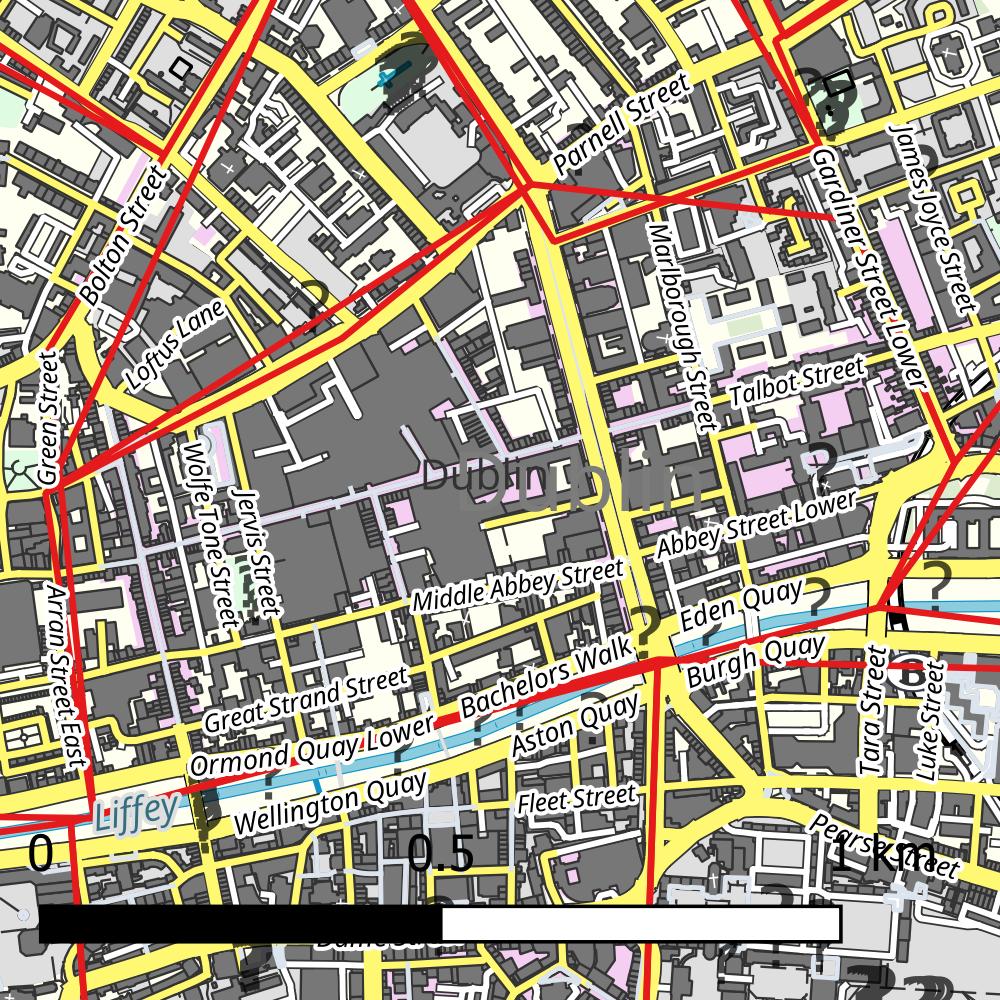 Parnell Street
James Joyce Street
Bolton Street
Gardiner Street Lower
Marlborough Street
Loftus Lane
Green Street
Talbot Street
Wolfe Tone Street
Jervis Street
Dublin
Dublin
Abbey Street Lower
Middle Abbey Street
Eden Quay
Arran Street East
Bachelors Walk
Burgh Quay
Great Strand Street
Tara Street
Luke Street
B
Ormond Quay Lower
Aston Quay
Wellington Quay
Fleet Street
Liffey
Pearse Street
0 0.5 1 km